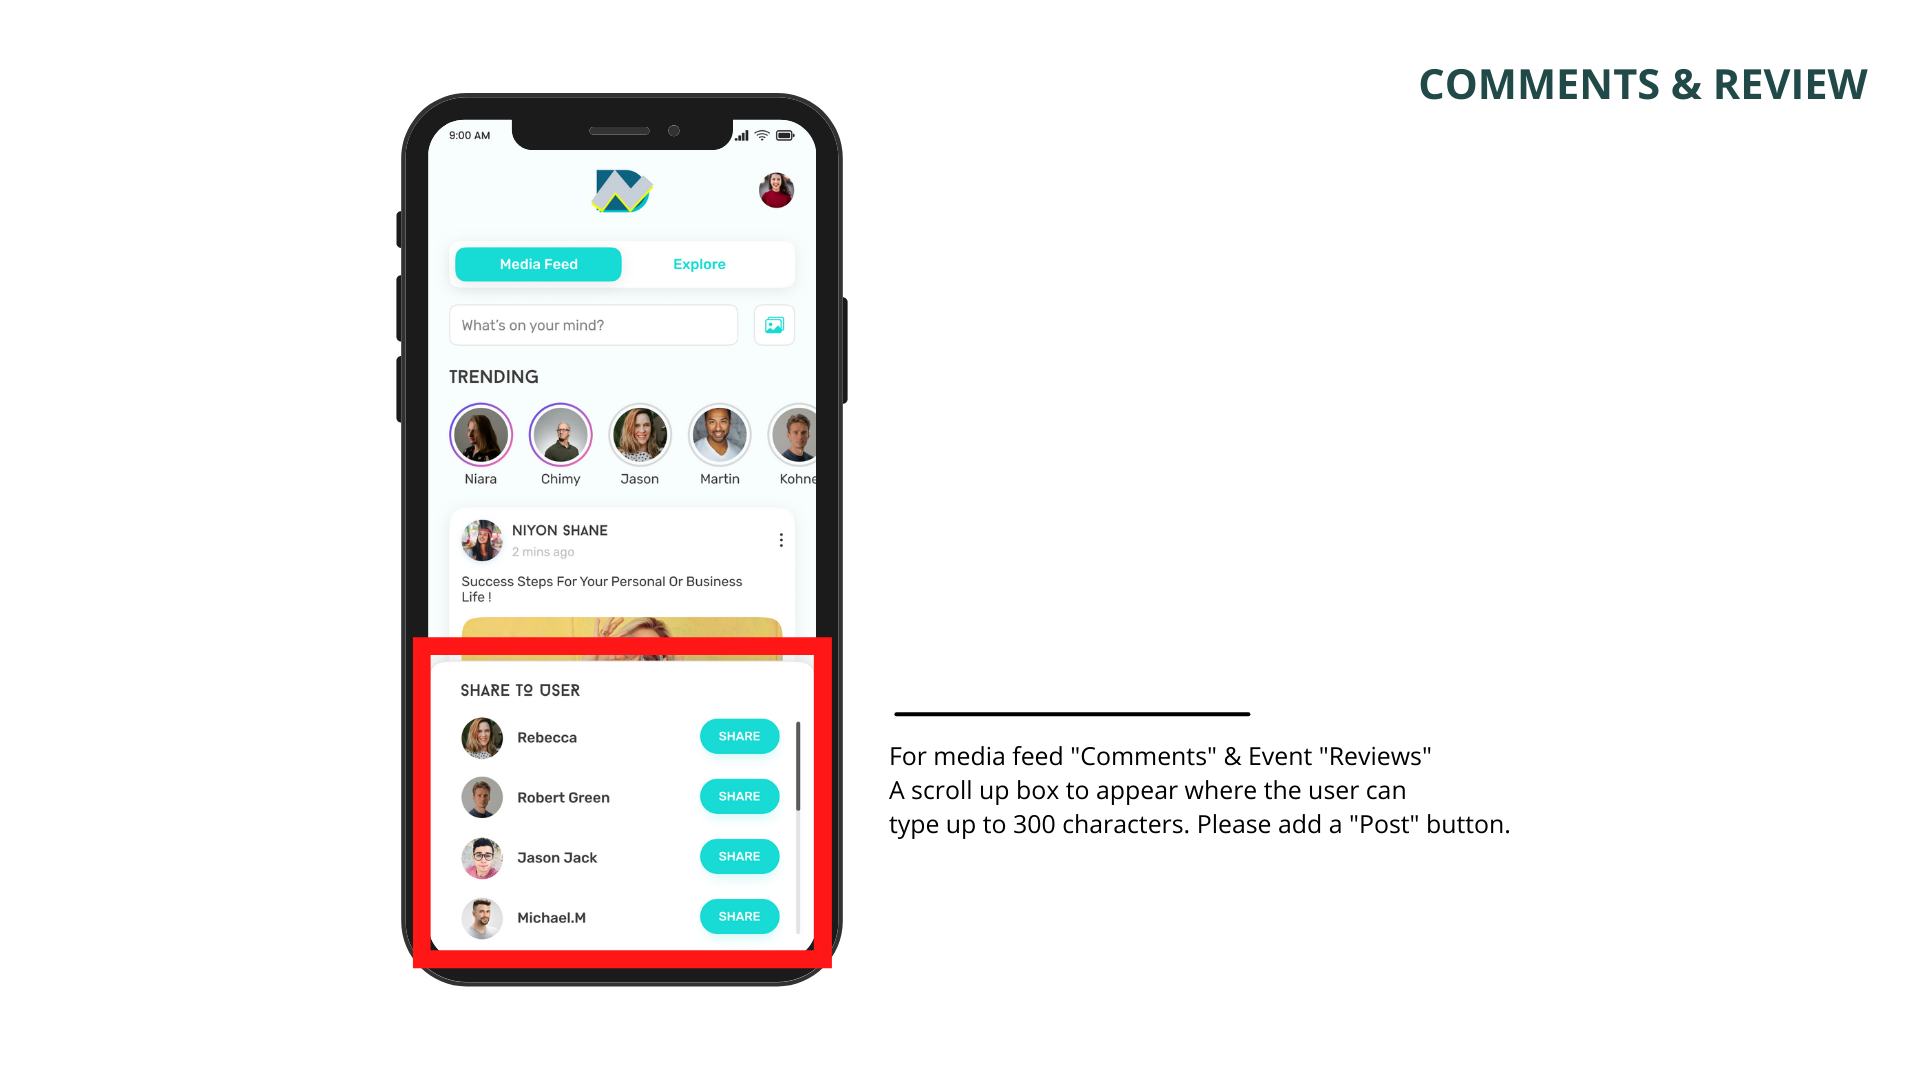 COMMENTS & REVIEW
9:00 AM
Media Feed
Explore
What's on your mind?
TRENDING
Niara
Chimy
Jason
Martin
Kohne
NIYON SHANE
2 mins ago
Success Steps For Your Personal Or Business
Life !
SHARE TO USER
Rebecca
SHARE
Robert Green
SHARE
Jason Jack
SHARE
Michael.M
SHARE
For media feed "Comments" & Event "Reviews"
A scroll up box to appear where the user can
type up to 300 characters. Please add a "Post" button.